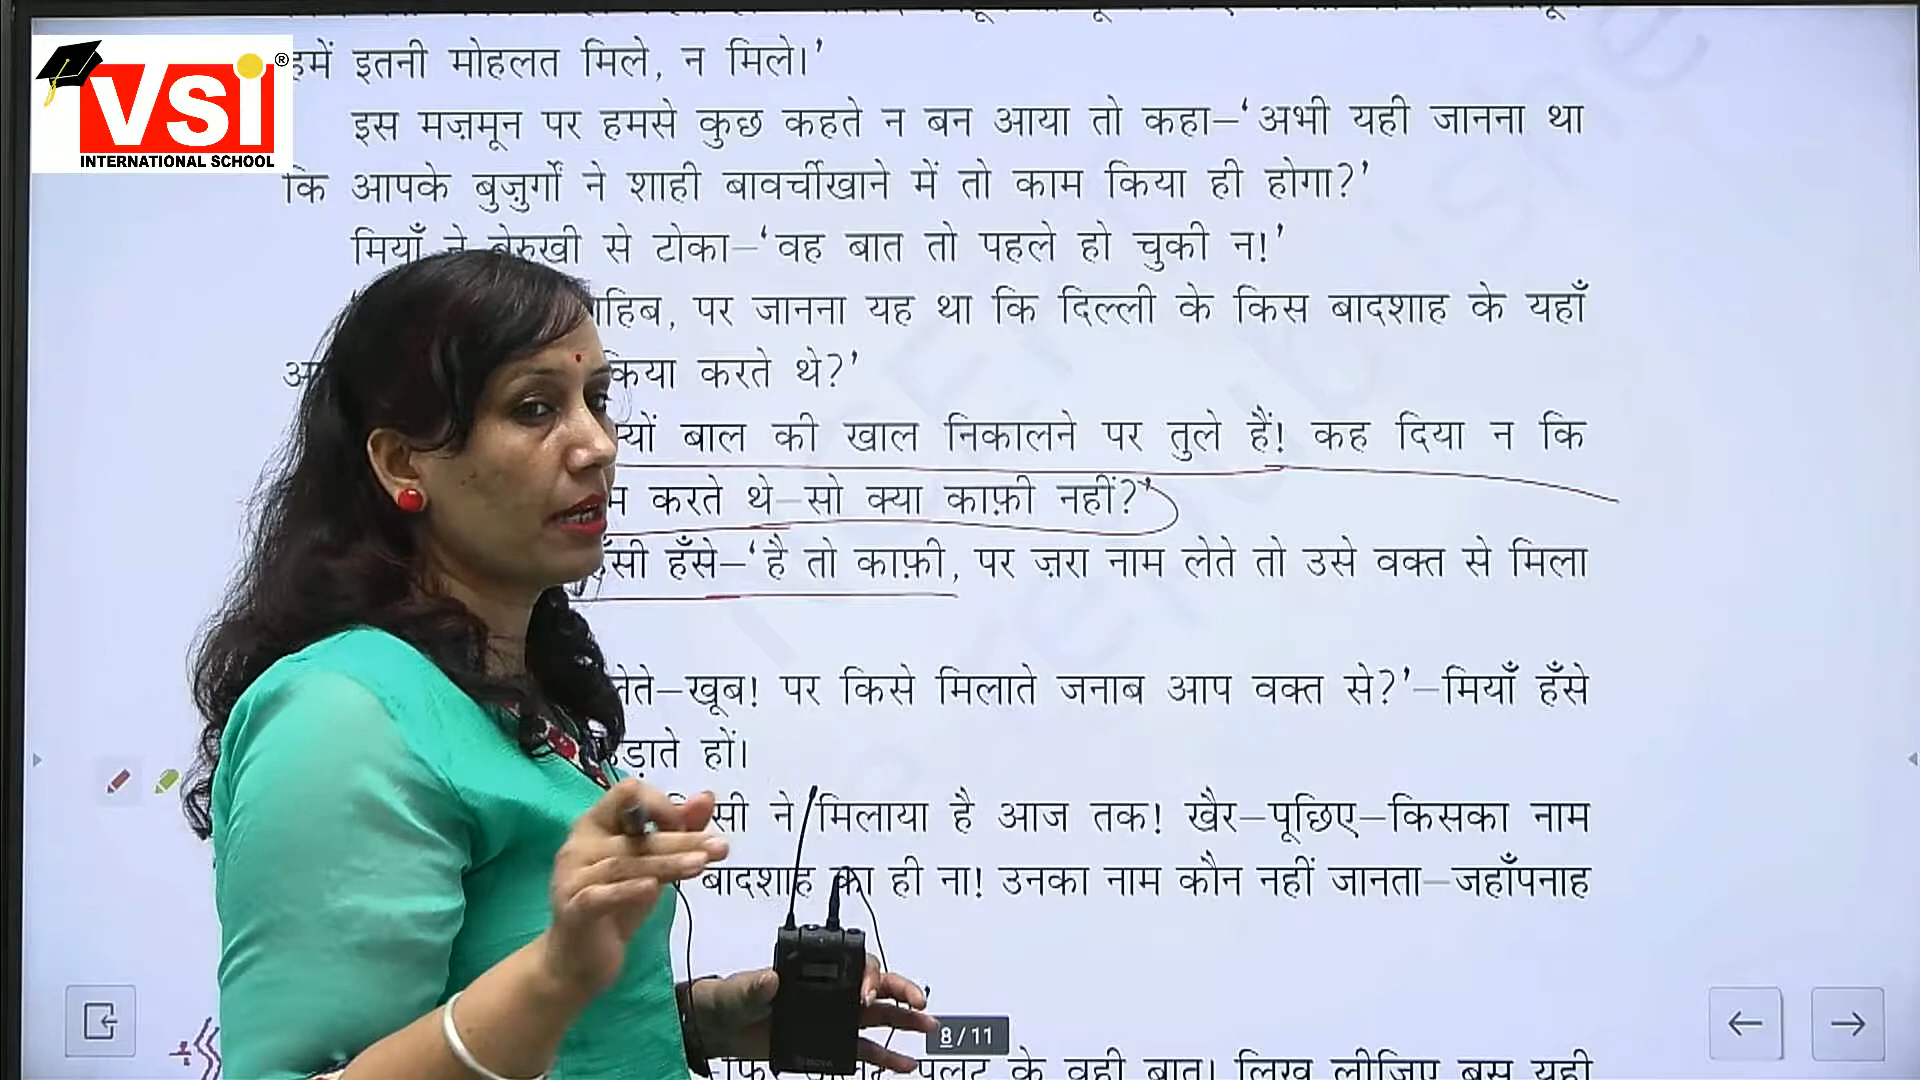 VSI ®
INTERNATIONAL SCHOOL
हमें इतनी मोहलत मिले, न मिले।’
इस मज़मून पर हमसे कुछ कहते न बन आया तो कहा–‘अभी यही जानना था
कि आपके बुज़ुर्गों ने शाही बावर्चीखाने में तो काम किया ही होगा?’
मियाँ ने बेरुखी से टोका–‘वह बात तो पहले हो चुकी न!’
पर जानना यह था कि दिल्ली के किस बादशाह के यहाँ
किया करते थे?’
बाल की खाल निकालने पर तुले हैं! कह दिया न कि
करते थे–सो क्या काफ़ी नहीं?’
हँसे–‘है तो काफ़ी, पर ज़रा नाम लेते तो उसे वक्त से मिला
खूब! पर किसे मिलाते जनाब आप वक्त से?’–मियाँ हँसे
हों।
ने मिलाया है आज तक! खैर–पूछिए–किसका नाम
बादशाह का ही ना! उनका नाम कौन नहीं जानता–जहाँपनाह
8/11
के वही बात। लिख लीजिए बस यही